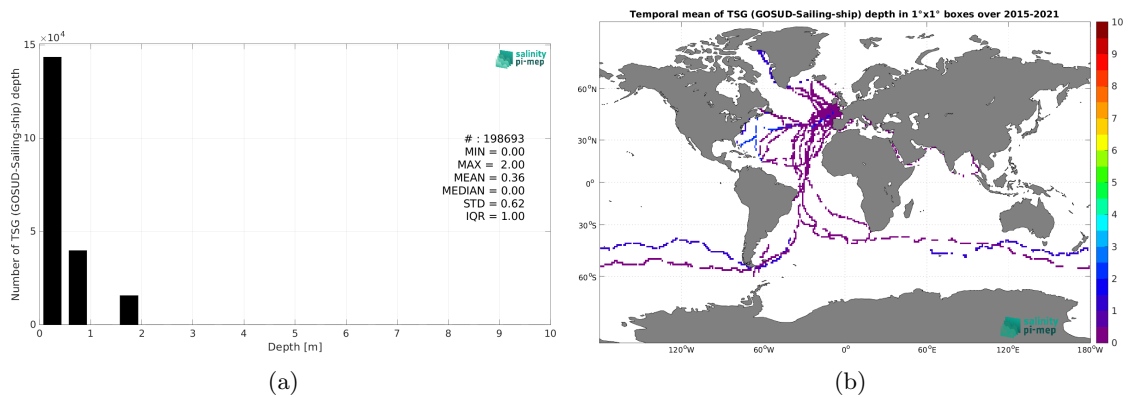 ×10⁴
15
10
5
0
Number of TSG (GOSUD-Sailing-ship) depth
salinity
pi-mep
# : 198693
MIN = 0.00
MAX = 2.00
MEAN = 0.36
MEDIAN = 0.00
STD = 0.62
IQR = 1.00
0 1 2 3 4 5 6 7 8 9 10
Depth [m]
(a)
Temporal mean of TSG (GOSUD-Sailing-ship) depth in 1°x1° boxes over 2015-2021
60°N
30°N
0°
30°S
60°S
120°W 60°W 0° 60°E 120°E 180°W
salinity
pi-mep
10
9
8
7
6
5
4
3
2
1
0
(b)